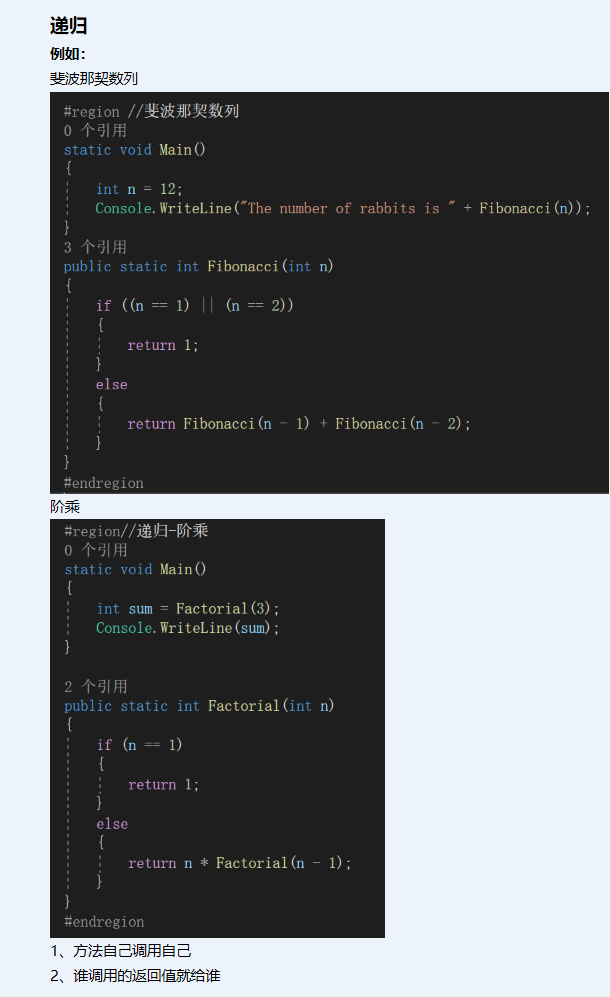 递归
例如：
斐波那契数列
#region //斐波那契数列
0 个引用
static void Main()
{
int n = 12;
Console.WriteLine("The number of rabbits is " + Fibonacci(n));
}
3 个引用
public static int Fibonacci(int n)
{
if ((n == 1) || (n == 2))
{
return 1;
}
else
{
return Fibonacci(n - 1) + Fibonacci(n - 2);
}
}
#endregion
阶乘
#region//递归-阶乘
0 个引用
static void Main()
{
int sum = Factorial(3);
Console.WriteLine(sum);
}
2 个引用
public static int Factorial(int n)
{
if (n == 1)
{
return 1;
}
else
{
return n * Factorial(n - 1);
}
}
#endregion
1、方法自己调用自己
2、谁调用的返回值就给谁